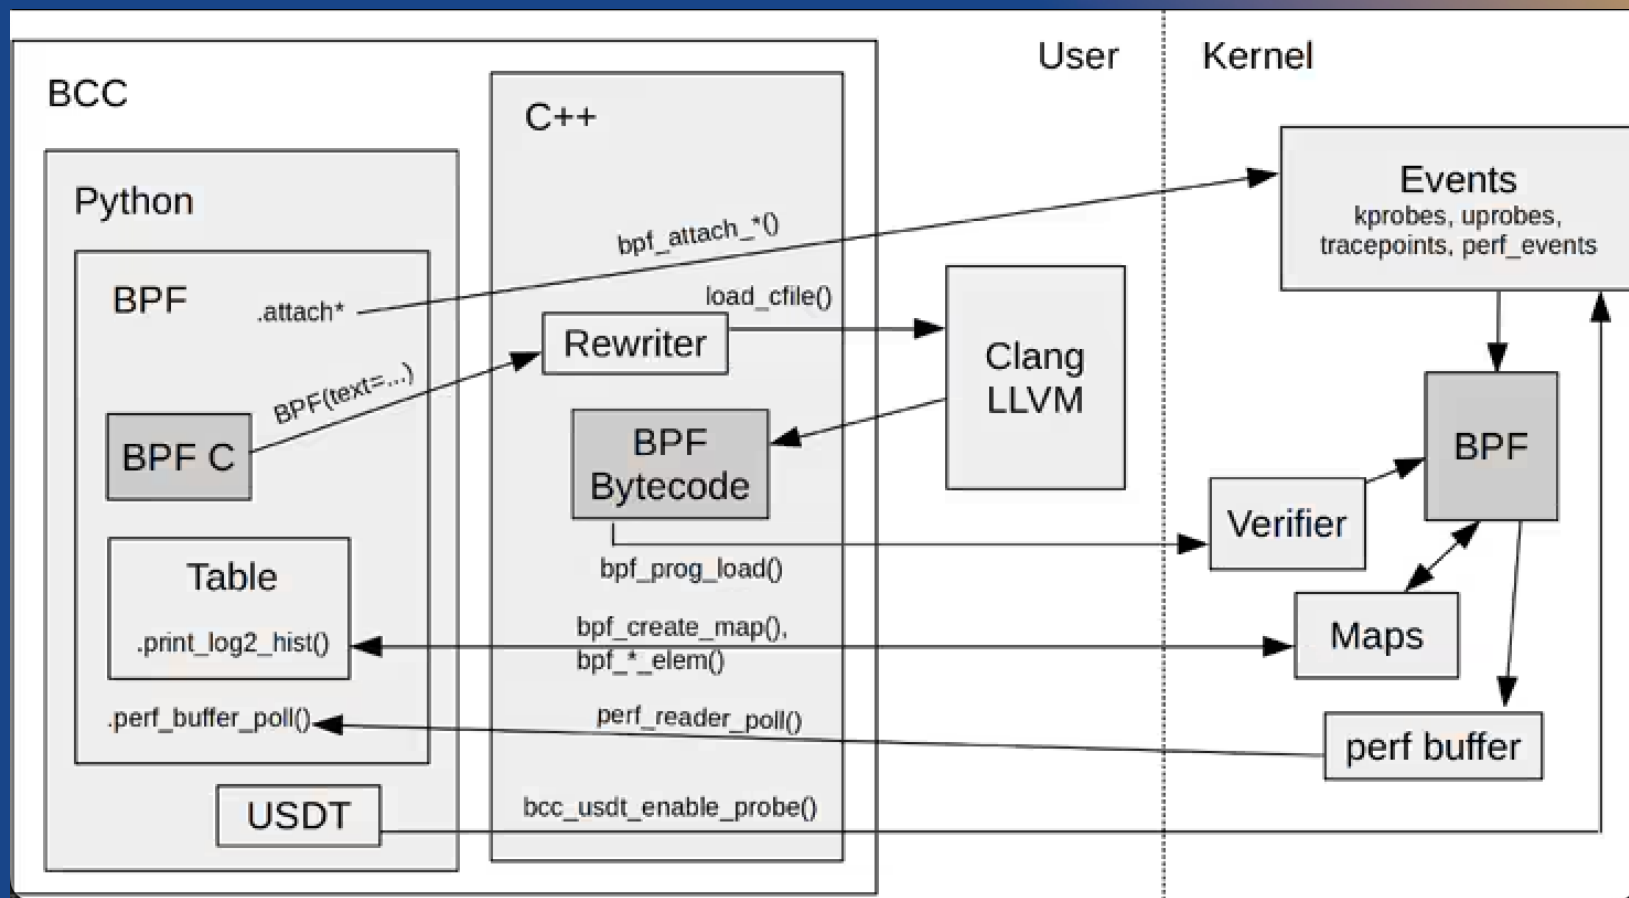 User
Kernel
BCC
C++
Python
Events
kprobes, uprobes,
tracepoints, perf_events
bpf_attach_*()
BPF
.attach*
load_cfile()
Rewriter
Clang
LLVM
BPF(text=...)
BPF C
BPF
Bytecode
BPF
Verifier
bpf_prog_load()
Table
.print_log2_hist()
bpf_create_map(),
bpf_*_elem()
Maps
.perf_buffer_poll()
perf_reader_poll()
perf buffer
USDT
bcc_usdt_enable_probe()